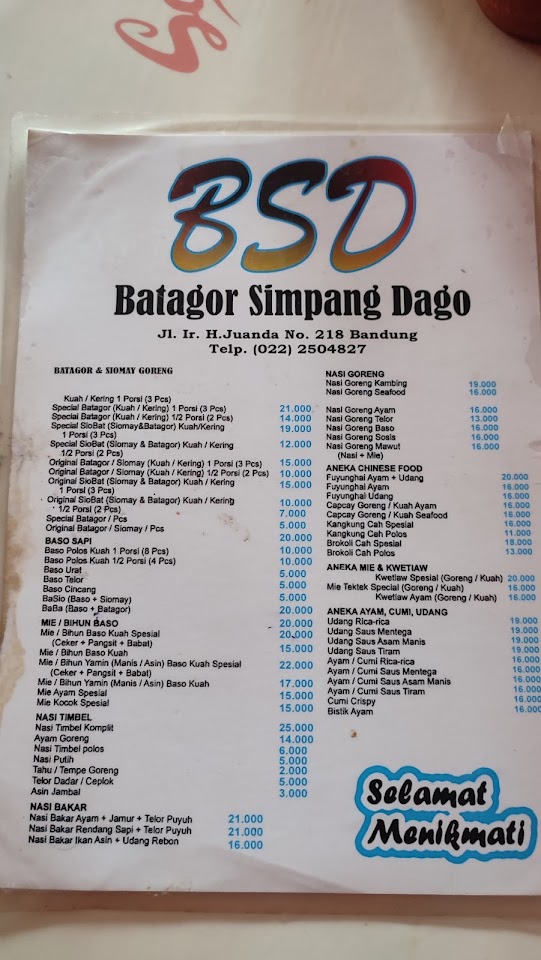 BSD
Batagor Simpang Dago
Jl. Ir. H.Juanda No. 218 Bandung
Telp. (022) 2504827
BATAGOR & SIOMAY GORENG
Kuah / Kering 1 Porsi (3 Pcs)
Special Batagor (Kuah / Kering) 1 Porsi (3 Pcs) 21.000
Special Batagor (Kuah / Kering) 1/2 Porsi (2 Pcs) 14.000
Special SioBat (Siomay&Batagor) Kuah/Kering 19.000
1 Porsi (3 Pcs)
Special SioBat (Siomay & Batagor) Kuah / Kering 12.000
1/2 Porsi (2 Pcs)
Original Batagor / Siomay (Kuah / Kering) 1 Porsi (3 Pcs) 15.000
Original Batagor / Siomay (Kuah / Kering) 1/2 Porsi (2 Pcs) 10.000
Original SioBat (Siomay & Batagor) Kuah / Kering 15.000
1 Porsi (3 Pcs)
Original SioBat (Siomay & Batagor) Kuah / Kering 10.000
1/2 Porsi (2 Pcs)
Special Batagor / Pcs 7.000
Original Batagor / Siomay / Pcs 5.000
BASO SAPI
Baso Polos Kuah 1 Porsi (8 Pcs) 20.000
Baso Polos Kuah 1/2 Porsi (4 Pcs) 10.000
Baso Urat 10.000
Baso Telor 5.000
Baso Cincang 5.000
BaSio (Baso + Siomay) 5.000
BaBa (Baso + Batagor) 20.000
MIE / BIHUN BASO 20.000
Mie / Bihun Baso Kuah Spesial 20.000
(Ceker + Pangsit + Babat)
Mie / Bihun Baso Kuah 15.000
Mie / Bihun Yamin (Manis / Asin) Baso Kuah Spesial 22.000
(Ceker + Pangsit + Babat)
Mie / Bihun Yamin (Manis / Asin) Baso Kuah 17.000
Mie Ayam Spesial 15.000
Mie Kocok Spesial 15.000
NASI TIMBEL
Nasi Timbel Komplit 25.000
Ayam Goreng 14.000
Nasi Timbel polos 6.000
Nasi Putih 5.000
Tahu / Tempe Goreng 2.000
Telor Dadar / Ceplok 5.000
Asin Jambal 3.000
NASI BAKAR
Nasi Bakar Ayam + Jamur + Telor Puyuh 21.000
Nasi Bakar Rendang Sapi + Telor Puyuh 21.000
Nasi Bakar Ikan Asin + Udang Rebon 16.000
NASI GORENG
Nasi Goreng Kambing 19.000
Nasi Goreng Seafood 16.000
Nasi Goreng Ayam 16.000
Nasi Goreng Telor 13.000
Nasi Goreng Baso 16.000
Nasi Goreng Sosis 16.000
Nasi Goreng Mawut 16.000
(Nasi + Mie)
ANEKA CHINESE FOOD
Fuyunghai Ayam + Udang 20.000
Fuyunghai Ayam 16.000
Fuyunghai Udang 16.000
Capcay Goreng / Kuah Ayam 16.000
Capcay Goreng / Kuah Seafood 16.000
Kangkung Cah Spesial 16.000
Kangkung Cah Polos 11.000
Brokoli Cah Spesial 18.000
Brokoli Cah Polos 13.000
ANEKA MIE & KWETIAW
Kwetiaw Spesial (Goreng / Kuah) 20.000
Mie Tektek Special (Goreng / Kuah) 16.000
Kwetiaw Ayam (Goreng / Kuah) 16.000
ANEKA AYAM, CUMI, UDANG
Udang Rica-rica 19.000
Udang Saus Mentega 19.000
Udang Saus Asam Manis 19.000
Udang Saus Tiram 19.000
Ayam / Cumi Rica-rica 16.000
Ayam / Cumi Saus Mentega 16.000
Ayam / Cumi Saus Asam Manis 16.000
Ayam / Cumi Saus Tiram 16.000
Cumi Crispy 16.000
Bistik Ayam 16.000
Selamat
Menikmati